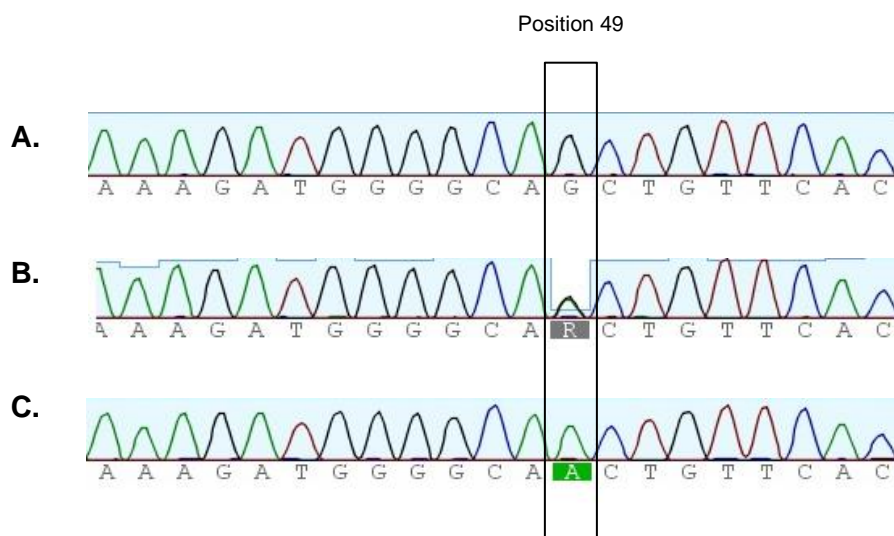 Position 49
A.
A A A G A T G G G G C A G C T G T T C A C
B.
A A A G A T G G G G C A R C T G T T C A C
C.
A A A G A T G G G G C A A C T G T T C A C